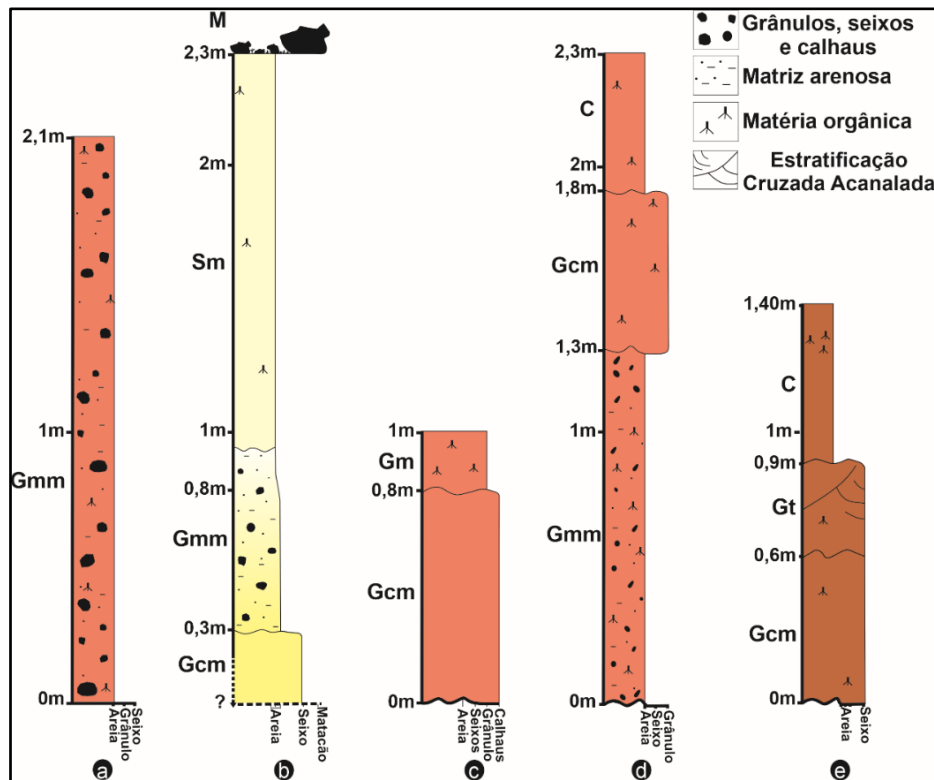 M
2,3m
2m
Sm
1m
0,8m
Gmm
0,3m
Gcm
?
Areia
Seixo
Matacão
b
2,1m
1m
Gmm
0m
Areia
Grânulo
Seixo
a
1m
Gm
0,8m
Gcm
0m
Areia
Seixos
Grânulo
Calhaus
c
2,3m
C
2m
1,8m
Gcm
1,3m
1m
Gmm
0m
Areia
Seixo
Grânulo
d
1,40m
C
1m
0,9m
Gt
0,6m
Gcm
0m
Areia
Seixo
e
Grânulos, seixos
e calhaus
Matriz arenosa
Matéria orgânica
Estratificação
Cruzada Acanalada